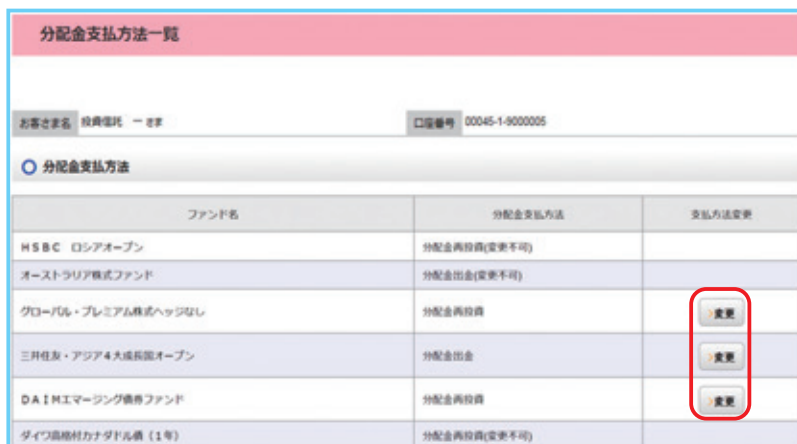 分配金支払方法一覧
お客さま名 投資信託 一 さま 口座番号 00045-1-9000005
分配金支払方法
ファンド名 分配金支払方法 支払方法変更
HSBC ロシアオープン 分配金再投資(変更不可)
オーストラリア株式ファンド 分配金出金(変更不可)
グローバル・プレミアム株式ヘッジなし 分配金再投資 変更
三井住友・アジア4大成長国オープン 分配金出金 変更
DAIMエマージング債券ファンド 分配金再投資 変更
ダイワ高格付カナダドル債(1年) 分配金再投資(変更不可)